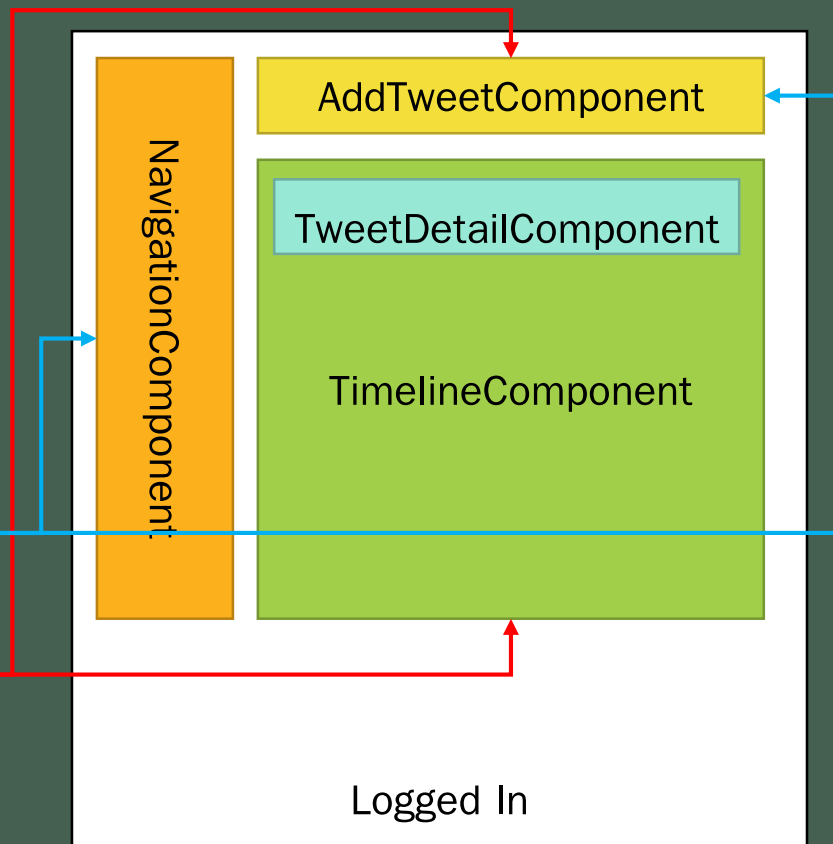 AddTweetComponent
NavigationComponent
TweetDetailComponent
TimelineComponent
Logged In